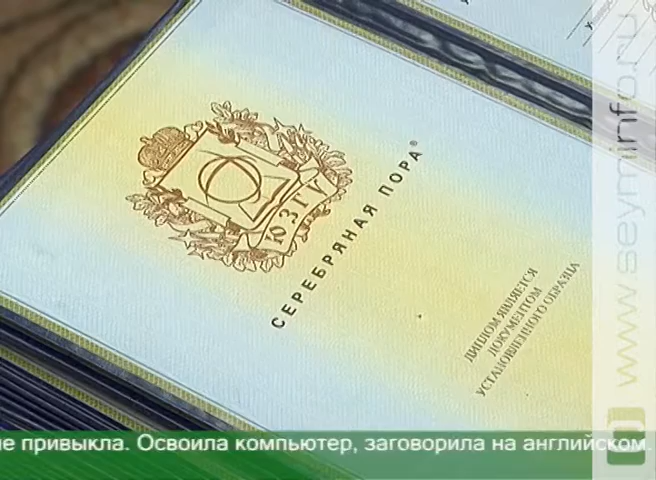 ЮЗГУ
СЕРЕБРЯНАЯ ПОРА®
ДИПЛОМ ЯВЛЯЕТСЯ
ДОКУМЕНТОМ
УСТАНОВЛЕННОГО ОБРАЗЦА
www.seyminfo.ru
не привыкла. Освоила компьютер, заговорила на английском.